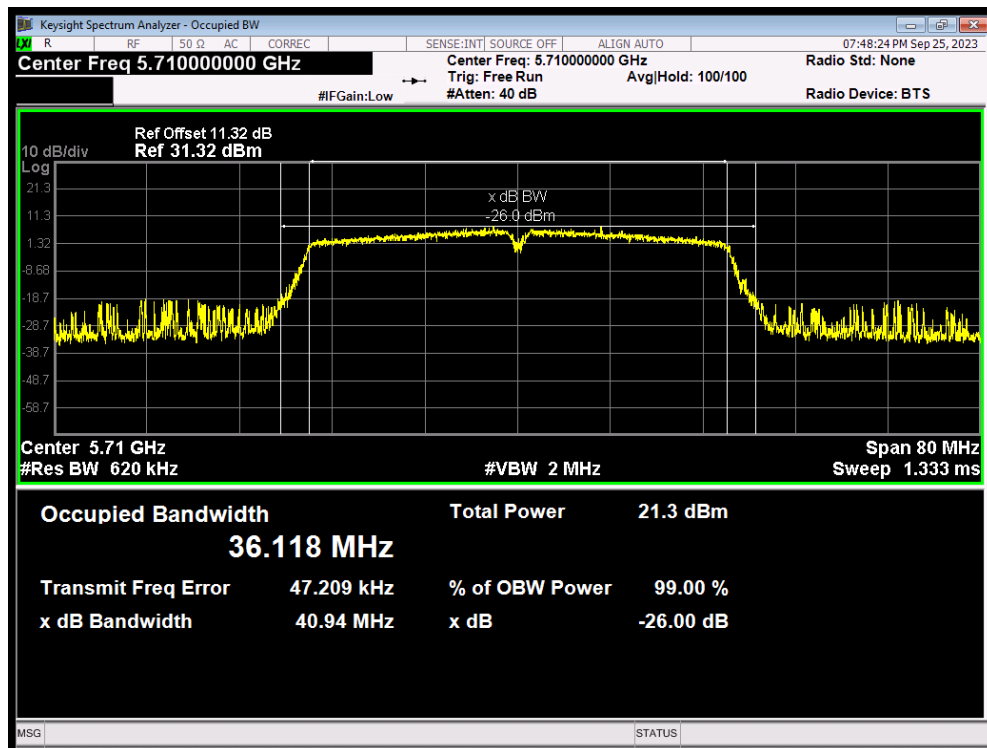 Keysight Spectrum Analyzer - Occupied BW
LXI R RF 50 Ω AC CORREC SENSE:INT SOURCE OFF ALIGN AUTO 07:48:24 PM Sep 25, 2023
Center Freq 5.710000000 GHz Center Freq: 5.710000000 GHz Radio Std: None
Trig: Free Run Avg|Hold: 100/100
#IFGain:Low #Atten: 40 dB Radio Device: BTS
Ref Offset 11.32 dB
10 dB/div Ref 31.32 dBm
Log
21.3
x dB BW
11.3
-26.0 dBm
1.32
-8.68
-18.7
-28.7
-38.7
-48.7
-58.7
Center 5.71 GHz Span 80 MHz
#Res BW 620 kHz #VBW 2 MHz Sweep 1.333 ms
Occupied Bandwidth Total Power 21.3 dBm
36.118 MHz
Transmit Freq Error 47.209 kHz % of OBW Power 99.00 %
x dB Bandwidth 40.94 MHz x dB -26.00 dB
MSG STATUS